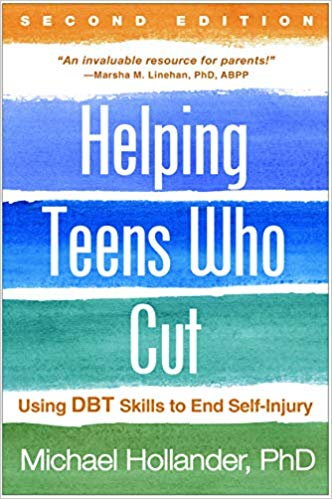 SECOND EDITION
"An invaluable resource for parents!"
—Marsha M. Linehan, PhD, ABPP
Helping
Teens Who
Cut
Using DBT Skills to End Self-Injury
Michael Hollander, PhD